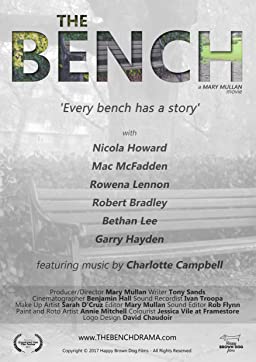 THE
BENCH
a MARY MULLAN
movie
'Every bench has a story'
with
Nicola Howard
Mac McFadden
Rowena Lennon
Robert Bradley
Bethan Lee
Garry Hayden
featuring music by Charlotte Campbell
Producer/Director Mary Mullan Writer Tony Sands
Cinematographer Benjamin Hall Sound Recordist Ivan Troopa
Make Up Artist Sarah D'Cruz Editor Mary Mullan Sound Editor Rob Flynn
Paint and Roto Artist Annie Mitchell Colourist Jessica Vile at Framestore
Logo Design David Chaudoir
www.THEBENCHDRAMA.com
Happy
BROWN DOG
Films
Copyright © 2017 Happy Brown Dog Films - All Rights Reserved